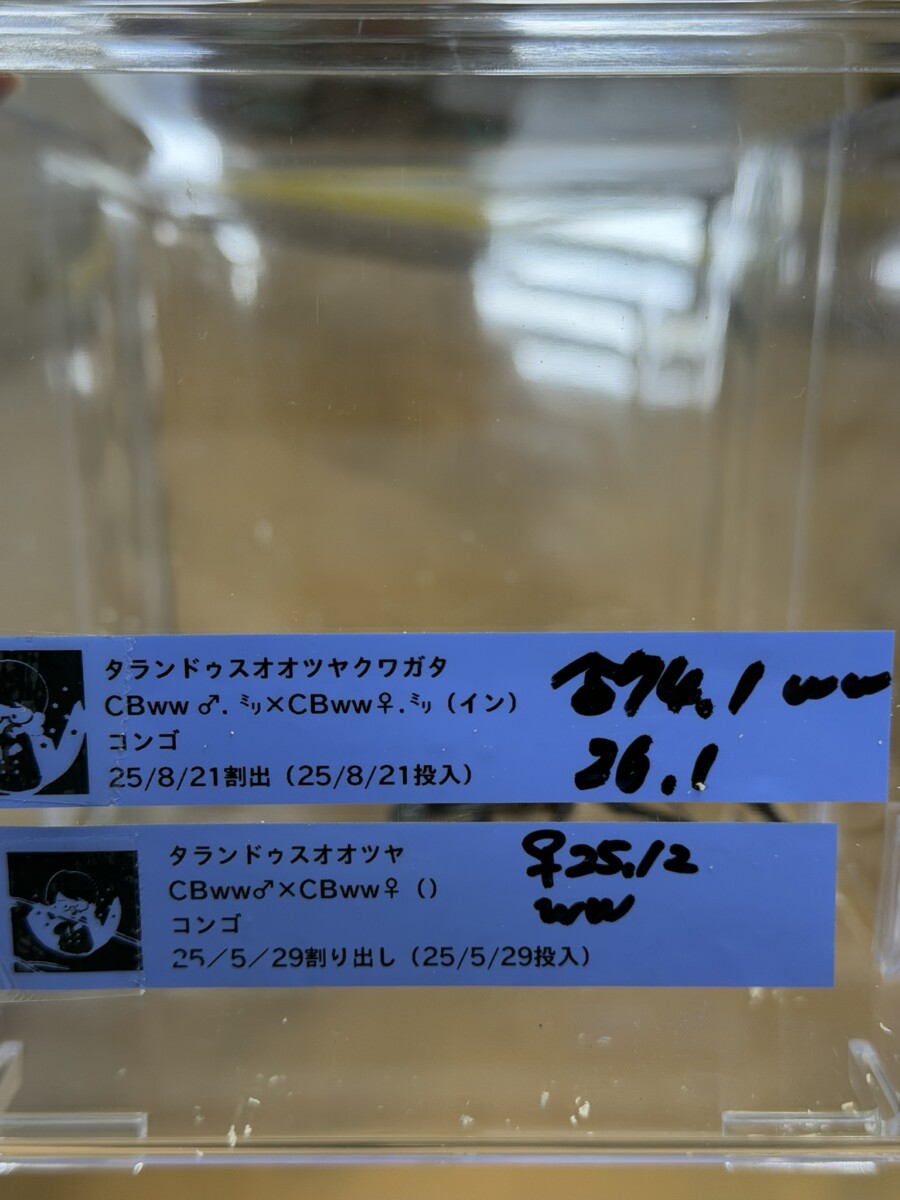 タランドゥスオオツヤクワガタ
CBww♂. ㍉×CBww♀.㍉（イン）
コンゴ
25/8/21割出（25/8/21投入）
♂74.1 ww
26.1
タランドゥスオオツヤ
CBww♂×CBww♀（）
コンゴ
25／5／29割り出し（25/5/29投入）
♀25.12
ww